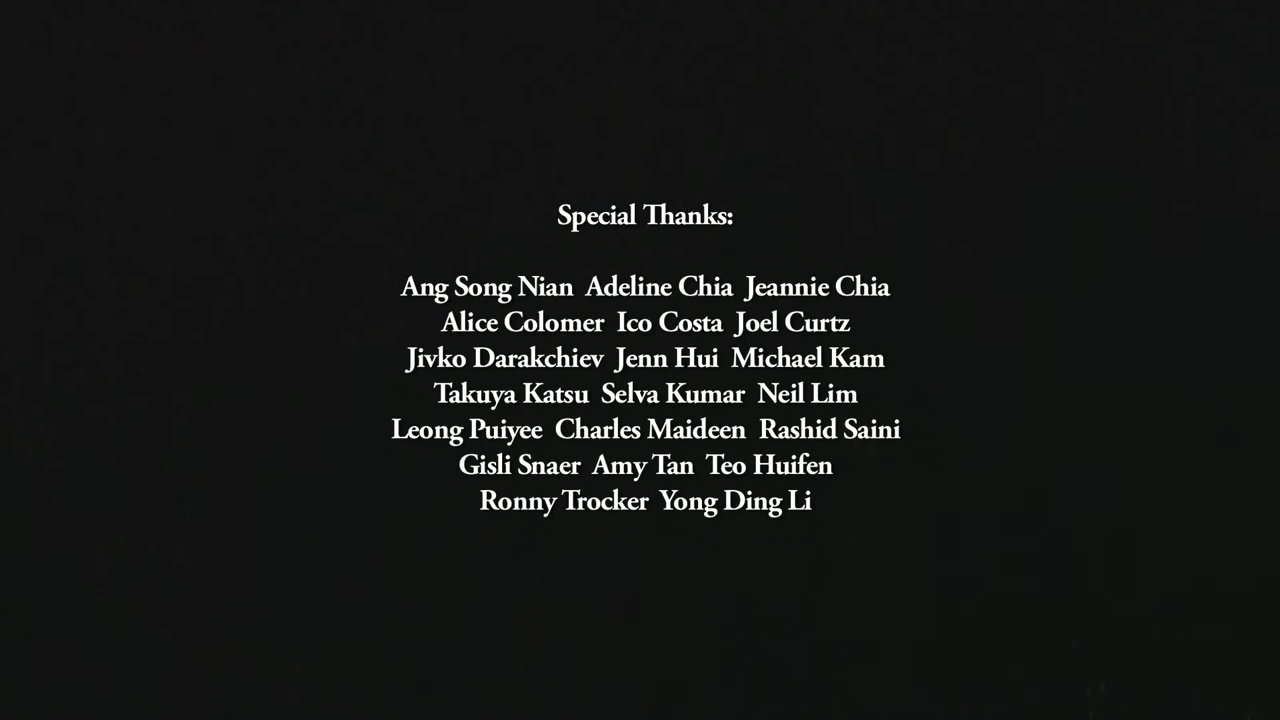 Special Thanks:
Ang Song Nian Adeline Chia Jeannie Chia
Alice Colomer Ico Costa Joel Curtz
Jivko Darakchiev Jenn Hui Michael Kam
Takuya Katsu Selva Kumar Neil Lim
Leong Puiyee Charles Maideen Rashid Saini
Gisli Snaer Amy Tan Teo Huifen
Ronny Trocker Yong Ding Li